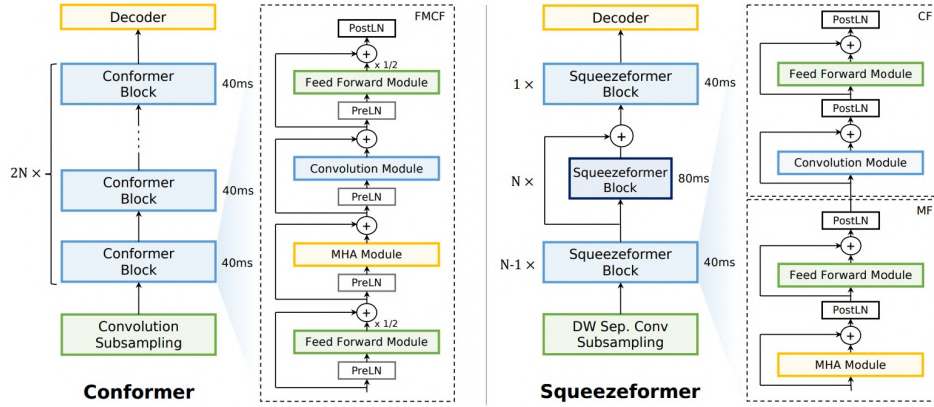 Decoder
Conformer
Block
40ms
2N ×
Conformer
Block
40ms
Conformer
Block
40ms
Convolution
Subsampling
Conformer
FMCF
PostLN
+
x 1/2
Feed Forward Module
PreLN
+
Convolution Module
PreLN
+
MHA Module
PreLN
+
x 1/2
Feed Forward Module
PreLN
Decoder
1 ×
Squeezeformer
Block
40ms
+
N ×
Squeezeformer
Block
80ms
N-1 ×
Squeezeformer
Block
40ms
DW Sep. Conv
Subsampling
Squeezeformer
CF
PostLN
+
Feed Forward Module
PostLN
+
Convolution Module
MF
PostLN
+
Feed Forward Module
PostLN
+
MHA Module